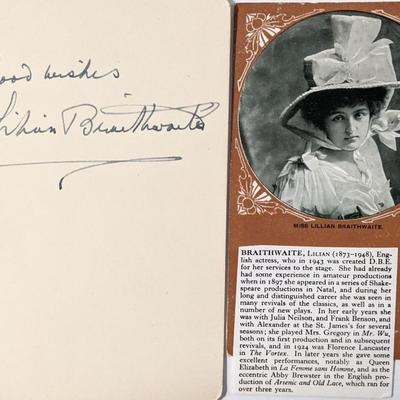 ood wishes
Lilian Braithwaite
MISS LILLIAN BRAITHWAITE.
BRAITHWAITE, LILIAN (1873–1948), Eng-
lish actress, who in 1943 was created D.B.E.
for her services to the stage. She had already
had some experience in amateur productions
when in 1897 she appeared in a series of Shake-
speare productions in Natal, and during her
long and distinguished career she was seen in
many revivals of the classics, as well as in a
number of new plays. In her early years she
was with Julia Neilson, and Frank Benson, and
with Alexander at the St. James's for several
seasons; she played Mrs. Gregory in Mr. Wu,
both on its first production and in subsequent
revivals, and in 1924 was Florence Lancaster
in The Vortex. In later years she gave some
excellent performances, notably as Queen
Elizabeth in La Femme sans Homme, and as the
eccentric Abby Brewster in the English pro-
duction of Arsenic and Old Lace, which ran for
over three years.